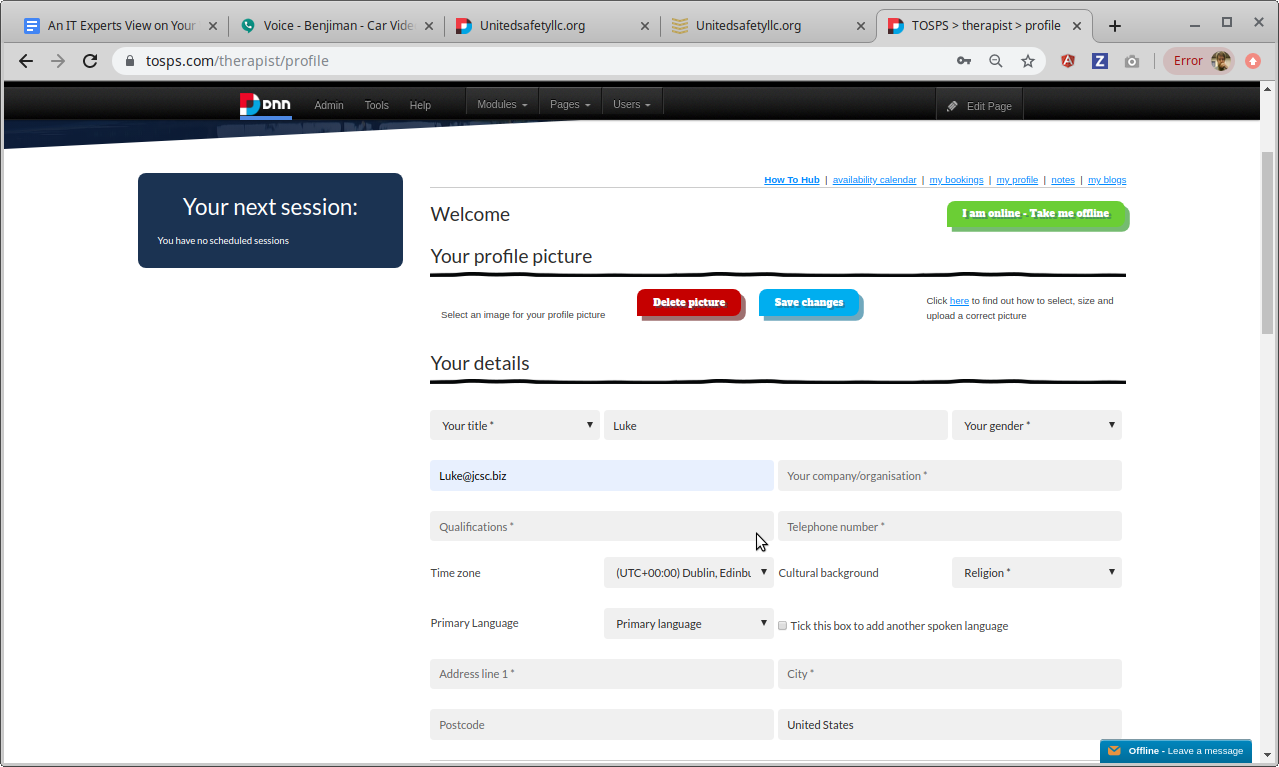 An IT Experts View on Your
Voice - Benjiman - Car Vide
Unitedsafetyllc.org
Unitedsafetyllc.org
TOSPS > therapist > profile
tosps.com/therapist/profile
Error
DNN
Admin
Tools
Help
Modules
Pages
Users
Edit Page
How To Hub | availability calendar | my bookings | my profile | notes | my blogs
Your next session:
You have no scheduled sessions
Welcome
I am online - Take me offline
Your profile picture
Select an image for your profile picture
Delete picture
Save changes
Click here to find out how to select, size and
upload a correct picture
Your details
Your title *
Luke
Your gender *
Luke@jcsc.biz
Your company/organisation *
Qualifications *
Telephone number *
Time zone
(UTC+00:00) Dublin, Edinbu
Cultural background
Religion *
Primary Language
Primary language
Tick this box to add another spoken language
Address line 1 *
City *
Postcode
United States
Offline - Leave a message